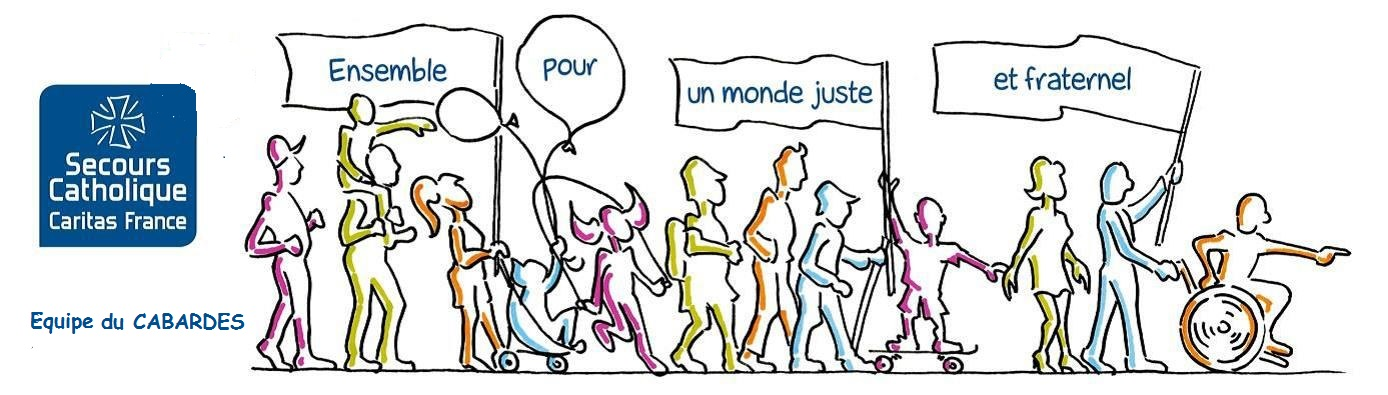 Secours
Catholique
Caritas France
Equipe du CABARDES
Ensemble
pour
un monde juste
et fraternel